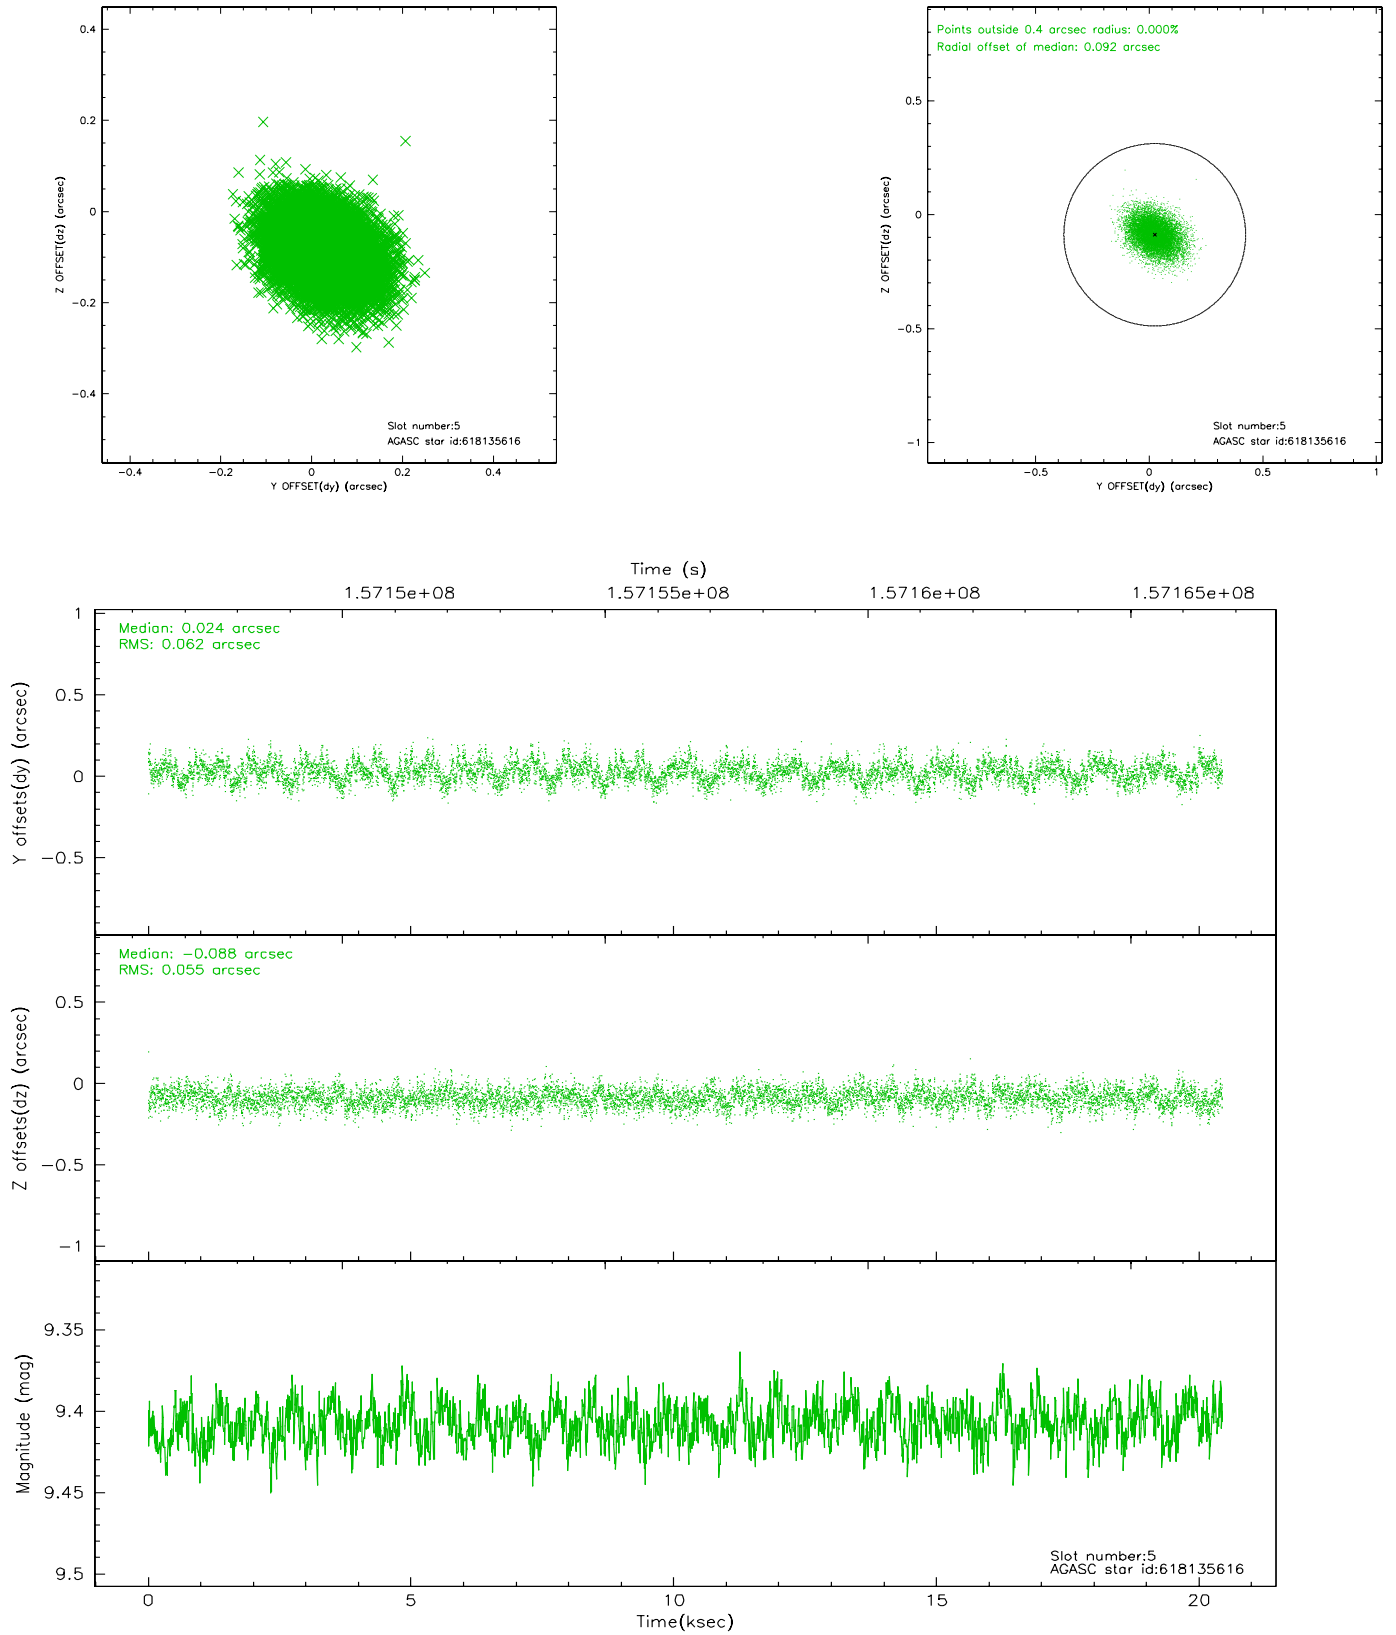 0.4
0.2
0
−0.2
−0.4
Z OFFSET(dz) (arcsec)
Slot number:5
AGASC star id:618135616
−0.4 −0.2 0 0.2 0.4
Y OFFSET(dy) (arcsec)
Points outside 0.4 arcsec radius: 0.000%
Radial offset of median: 0.092 arcsec
0.5
0
−0.5
−1
Z OFFSET(dz) (arcsec)
Slot number:5
AGASC star id:618135616
−0.5 0 0.5 1
Y OFFSET(dy) (arcsec)
Time (s)
1.5715e+08 1.57155e+08 1.5716e+08 1.57165e+08
Median: 0.024 arcsec
RMS: 0.062 arcsec
1
0.5
0
−0.5
Y offsets(dy) (arcsec)
Median: −0.088 arcsec
RMS: 0.055 arcsec
0.5
0
−0.5
−1
Z offsets(dz) (arcsec)
9.35
9.4
9.45
9.5
Magnitude (mag)
Slot number:5
AGASC star id:618135616
0 5 10 15 20
Time(ksec)